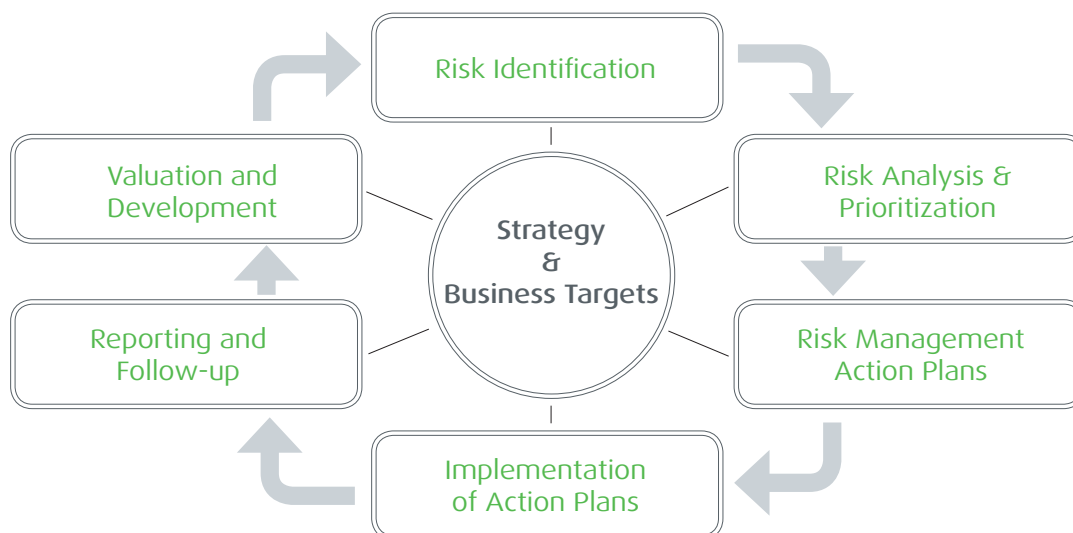 Risk Identification
Risk Analysis &
Prioritization
Risk Management
Action Plans
Implementation
of Action Plans
Reporting and
Follow-up
Valuation and
Development
Strategy
&
Business Targets